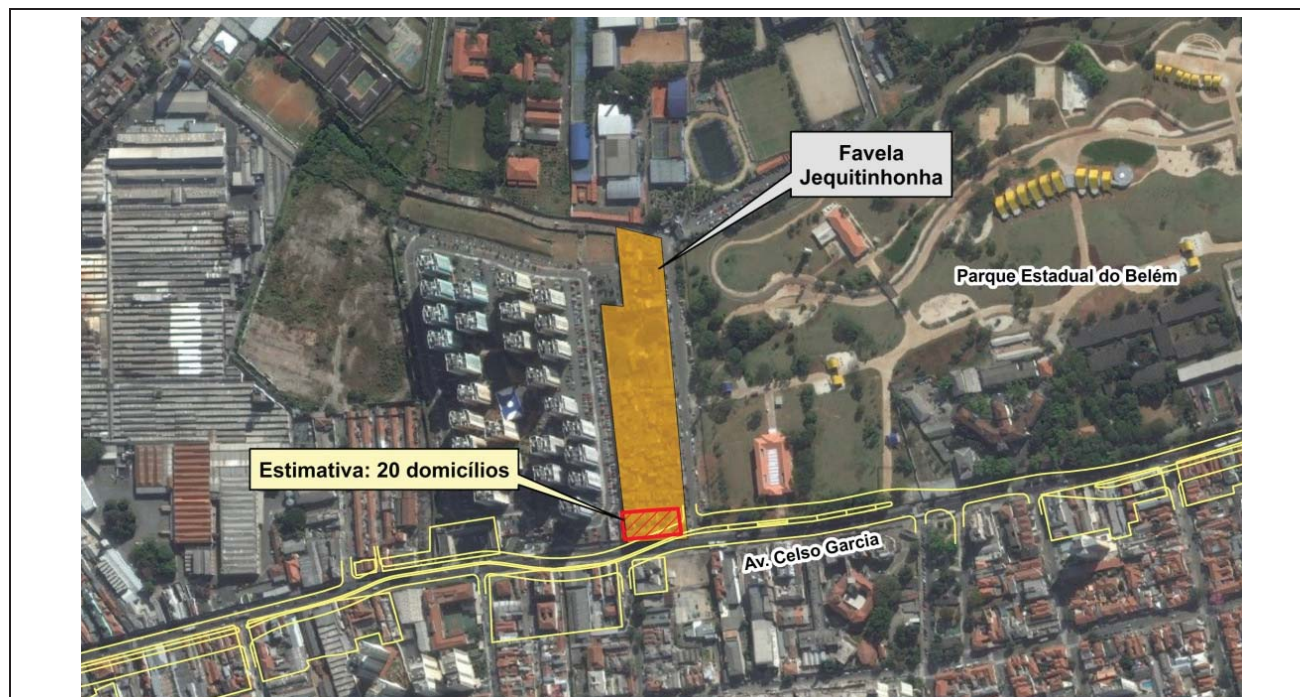 Favela
Jequitinhonha
Parque Estadual do Belém
Estimativa: 20 domicílios
Av. Celso Garcia